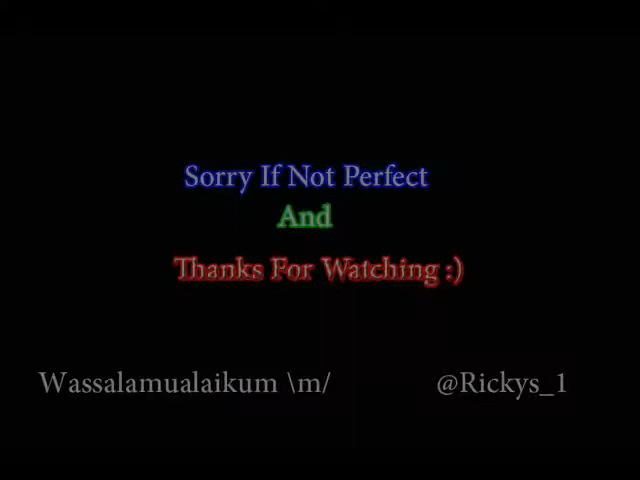 Sorry If Not Perfect
And
Thanks For Watching :)
Wassalamualaikum \m/ @Rickys_1